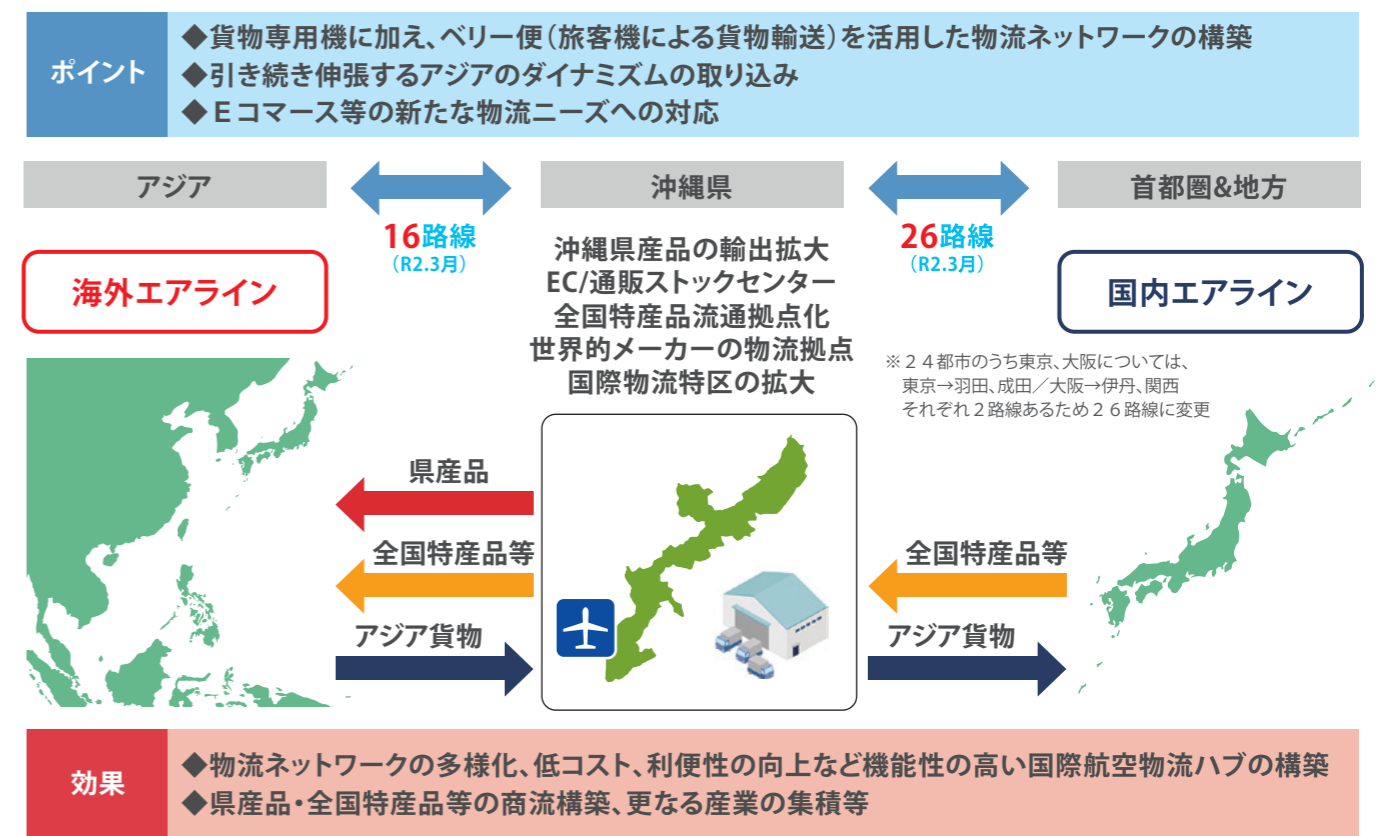 ポイント
◆貨物専用機に加え、ベリー便(旅客機による貨物輸送)を活用した物流ネットワークの構築
◆引き続き伸張するアジアのダイナミズムの取り込み
◆Eコマース等の新たな物流ニーズへの対応
アジア
沖縄県
首都圏&地方
16路線
(R2.3月)
26路線
(R2.3月)
海外エアライン
沖縄県産品の輸出拡大
EC/通販ストックセンター
全国特産品流通拠点化
世界的メーカーの物流拠点
国際物流特区の拡大
国内エアライン
※24都市のうち東京、大阪については、
東京→羽田、成田/大阪→伊丹、関西
それぞれ2路線あるため26路線に変更
県産品
全国特産品等
アジア貨物
全国特産品等
アジア貨物
効果
◆物流ネットワークの多様化、低コスト、利便性の向上など機能性の高い国際航空物流ハブの構築
◆県産品・全国特産品等の商流構築、更なる産業の集積等